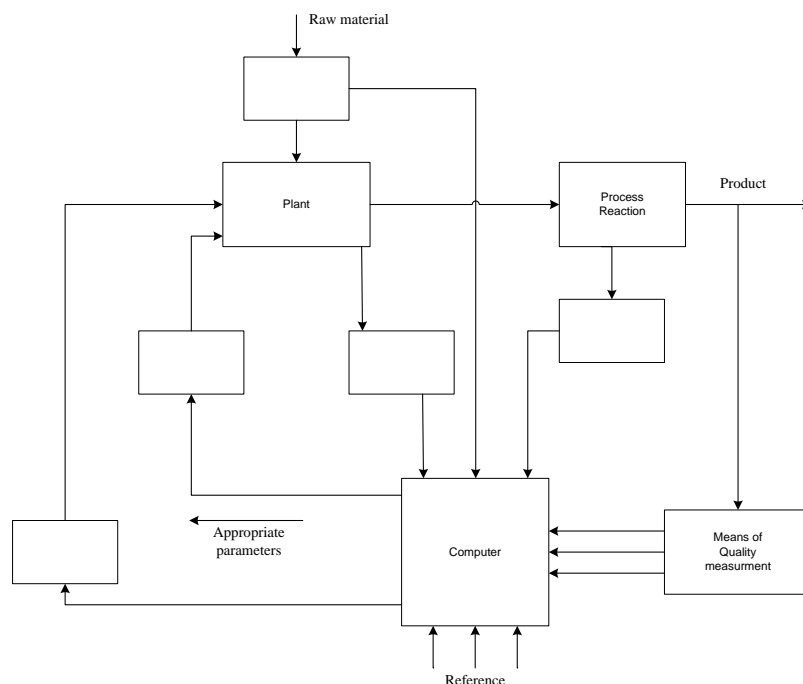 Raw material
Plant
Process
Reaction
Product
Appropriate
parameters
Computer
Means of
Quality
measurment
Reference